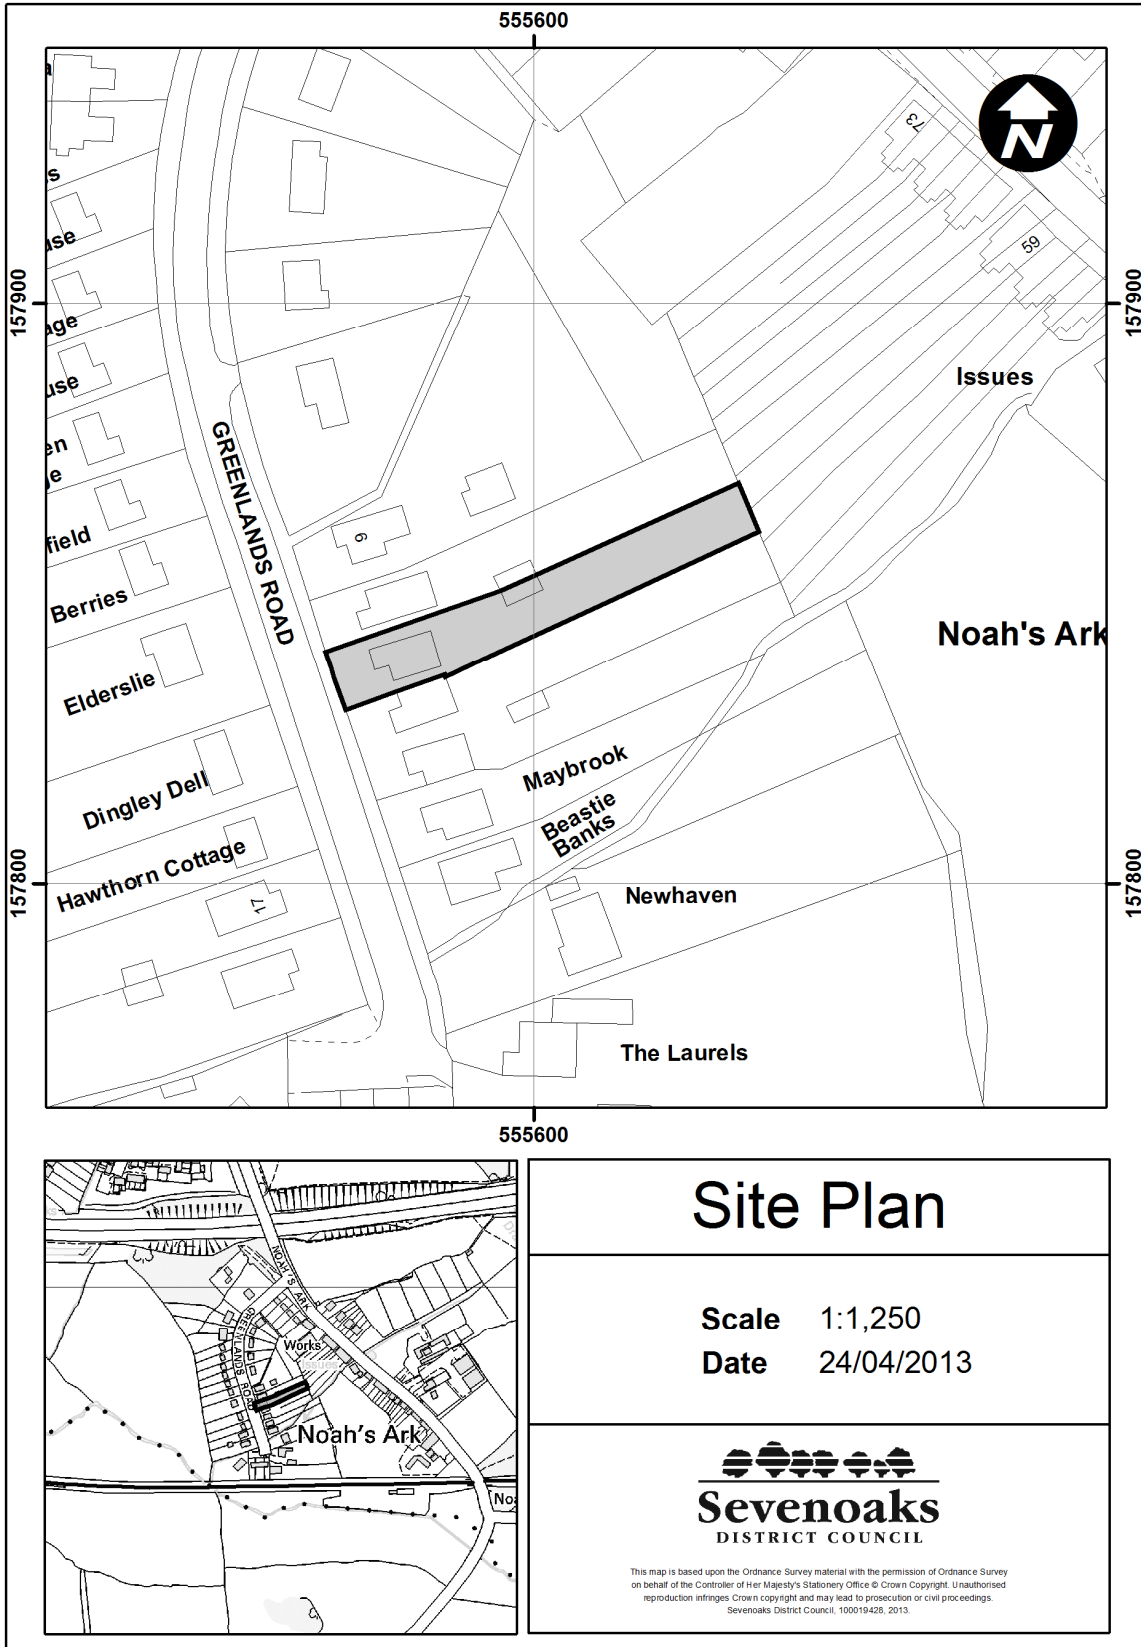 555600
N
73
59
157900
157900
Issues
GREENLANDS ROAD
6
field
Berries
Noah's Ark
Elderslie
Maybrook
Dingley Dell
Beastie
Banks
Hawthorn Cottage
17
157800
157800
Newhaven
The Laurels
555600
NOAH'S ARK
GREENLANDS ROAD
Works
Issues
Noah's Ark
Noa
Site Plan
Scale 1:1,250
Date 24/04/2013
Sevenoaks
DISTRICT COUNCIL
This map is based upon the Ordnance Survey material with the permission of Ordnance Survey
on behalf of the Controller of Her Majesty's Stationery Office © Crown Copyright. Unauthorised
reproduction infringes Crown copyright and may lead to prosecution or civil proceedings.
Sevenoaks District Council, 100019428, 2013.